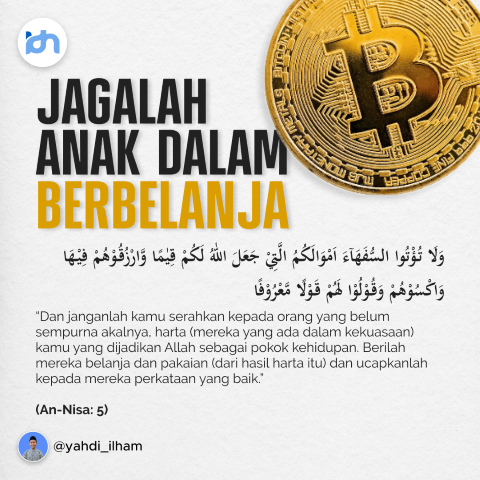 JAGALAH
ANAK DALAM
BERBELANJA
وَلَا تُؤْتُوا السُّفَهَاۤءَ اَمْوَالَكُمُ الَّتِيْ جَعَلَ اللّٰهُ لَكُمْ قِيٰمًا وَّارْزُقُوْهُمْ فِيْهَا
وَاكْسُوْهُمْ وَقُوْلُوْا لَهُمْ قَوْلًا مَّعْرُوْفًا
“Dan janganlah kamu serahkan kepada orang yang belum
sempurna akalnya, harta (mereka yang ada dalam kekuasaan)
kamu yang dijadikan Allah sebagai pokok kehidupan. Berilah
mereka belanja dan pakaian (dari hasil harta itu) dan ucapkanlah
kepada mereka perkataan yang baik.”
(An-Nisa: 5)
@yahdi_ilham